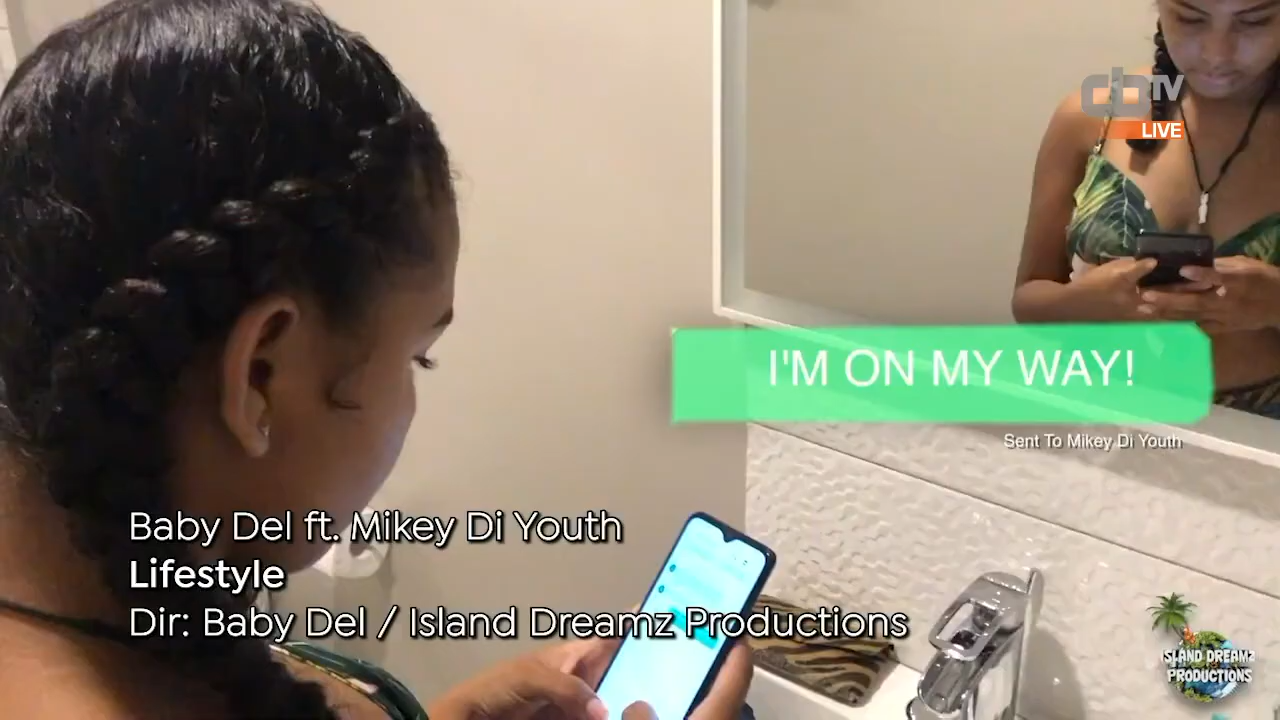 cbTV
LIVE
I'M ON MY WAY!
Sent To Mikey Di Youth
Baby Del ft. Mikey Di Youth
Lifestyle
Dir: Baby Del / Island Dreamz Productions
ISLAND DREAMZ
PRODUCTIONS